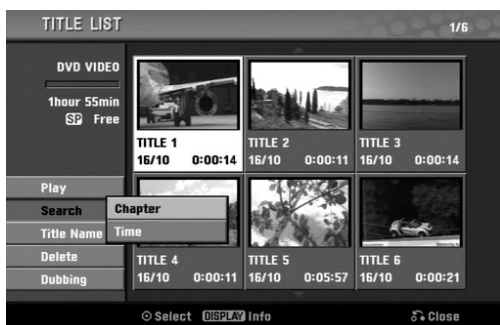 TITLE LIST
1/6
DVD VIDEO
1hour 55min
SP Free
TITLE 1
16/10 0:00:14
TITLE 2
16/10 0:00:11
TITLE 3
16/10 0:00:14
Play
Search
Title Name
Delete
Dubbing
Chapter
Time
TITLE 4
16/10 0:00:11
TITLE 5
16/10 0:05:57
TITLE 6
16/10 0:00:21
Select DISPLAY Info
Close